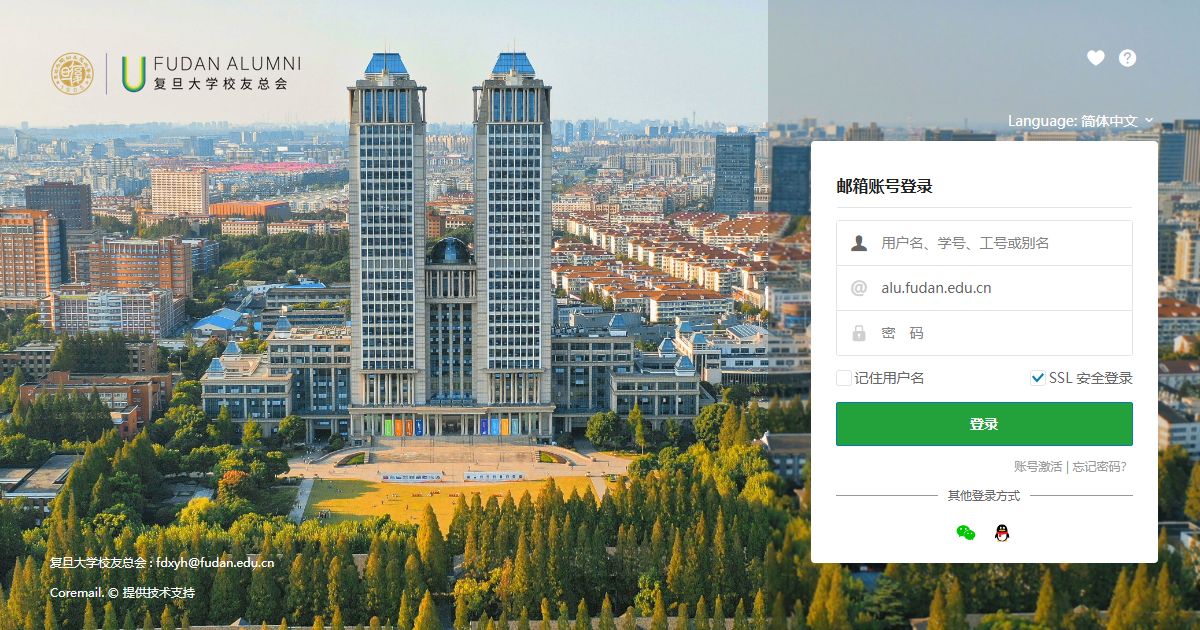 FUDAN ALUMNI
复旦大学校友总会
Language: 简体中文
邮箱账号登录
用户名、学号、工号或别名
@ alu.fudan.edu.cn
密 码
记住用户名 SSL 安全登录
登录
账号激活 | 忘记密码?
其他登录方式
复旦大学校友总会 : fdxyh@fudan.edu.cn
Coremail. © 提供技术支持